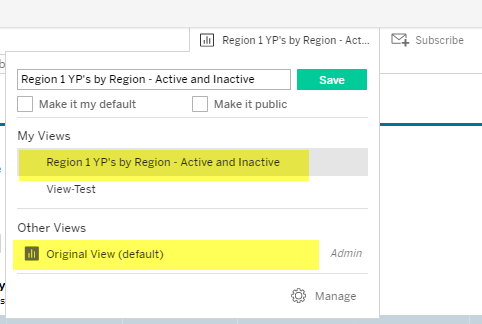 Region 1 YP's by Region - Act...
Subscribe
Region 1 YP's by Region - Active and Inactive
Save
Make it my default
Make it public
My Views
Region 1 YP's by Region - Active and Inactive
View-Test
Other Views
Original View (default)
Admin
Manage